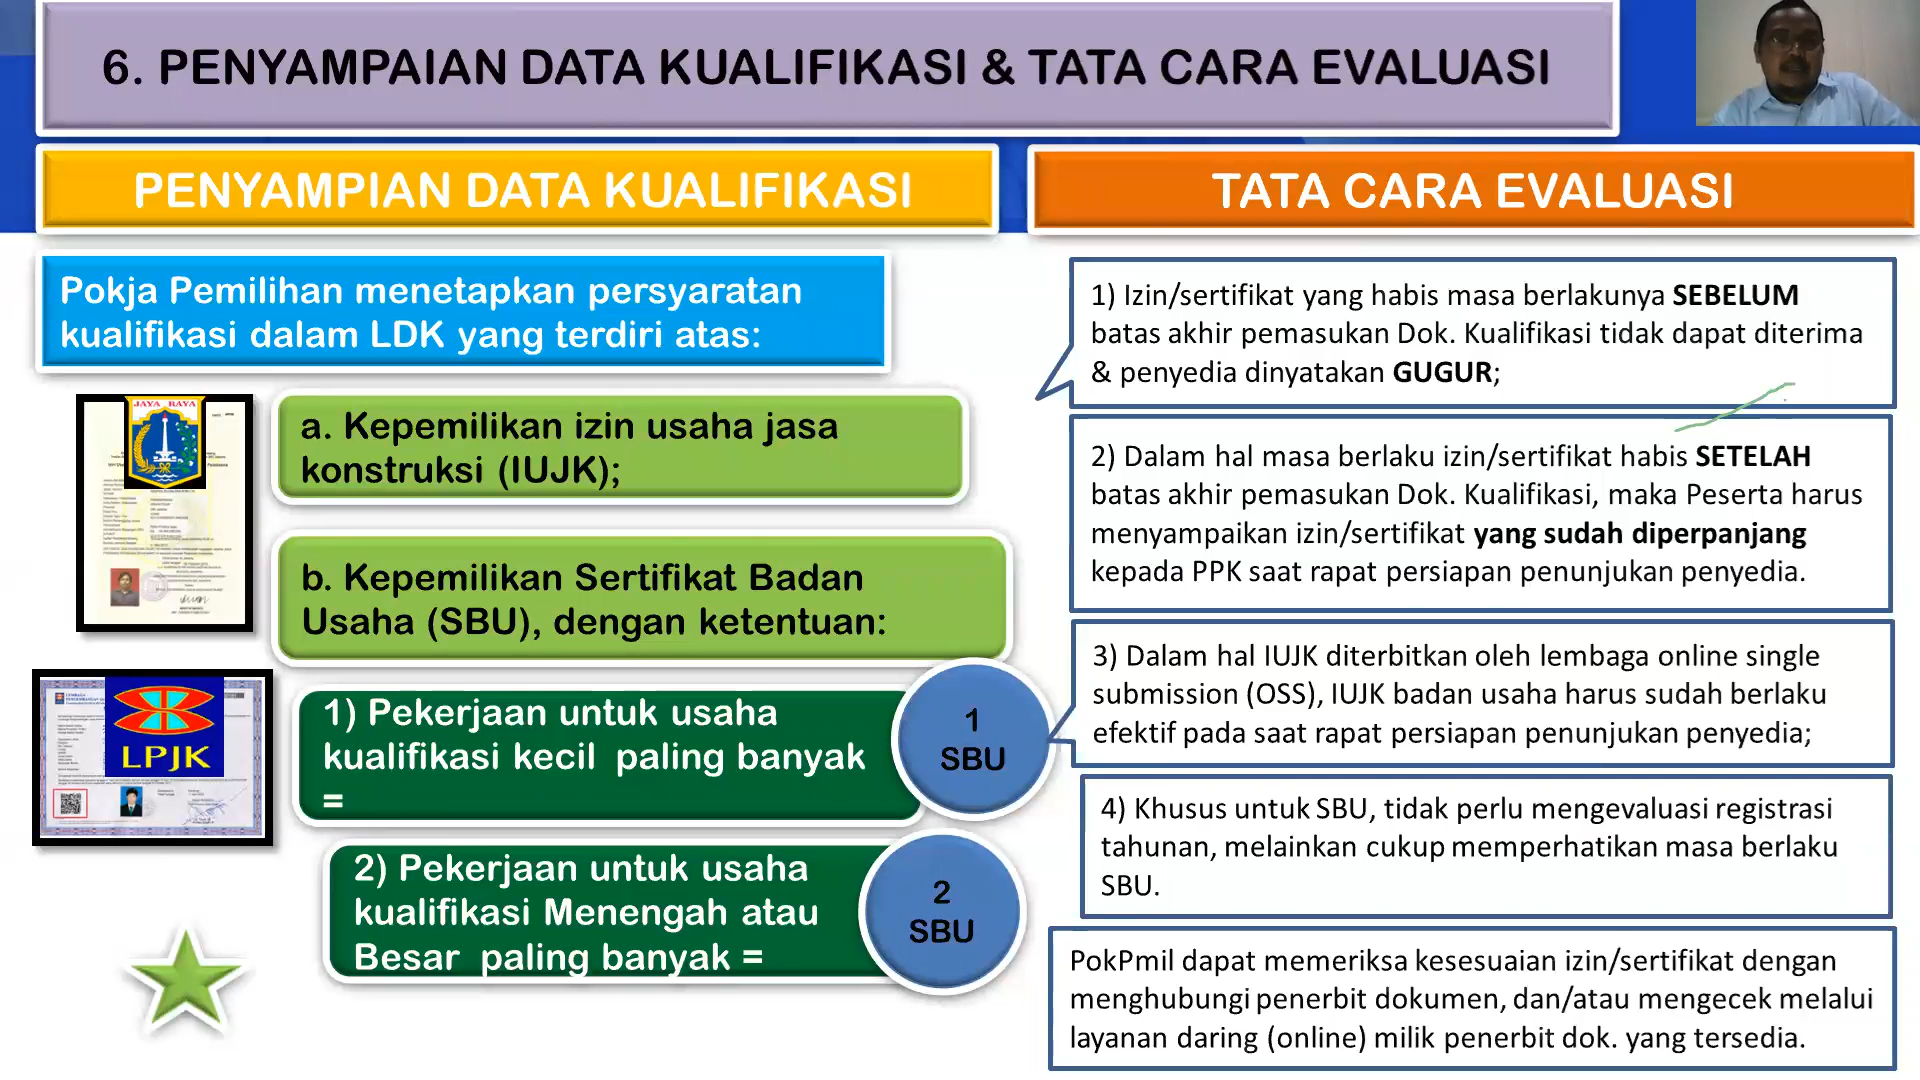 6. PENYAMPAIAN DATA KUALIFIKASI & TATA CARA EVALUASI
PENYAMPIAN DATA KUALIFIKASI
Pokja Pemilihan menetapkan persyaratan
kualifikasi dalam LDK yang terdiri atas:
JAYA RAYA
a. Kepemilikan izin usaha jasa
konstruksi (IUJK);
b. Kepemilikan Sertifikat Badan
Usaha (SBU), dengan ketentuan:
LPJK
1) Pekerjaan untuk usaha
kualifikasi kecil paling banyak
=
1
SBU
2) Pekerjaan untuk usaha
kualifikasi Menengah atau
Besar paling banyak =
2
SBU
TATA CARA EVALUASI
1) Izin/sertifikat yang habis masa berlakunya SEBELUM
batas akhir pemasukan Dok. Kualifikasi tidak dapat diterima
& penyedia dinyatakan GUGUR;
2) Dalam hal masa berlaku izin/sertifikat habis SETELAH
batas akhir pemasukan Dok. Kualifikasi, maka Peserta harus
menyampaikan izin/sertifikat yang sudah diperpanjang
kepada PPK saat rapat persiapan penunjukan penyedia.
3) Dalam hal IUJK diterbitkan oleh lembaga online single
submission (OSS), IUJK badan usaha harus sudah berlaku
efektif pada saat rapat persiapan penunjukan penyedia;
4) Khusus untuk SBU, tidak perlu mengevaluasi registrasi
tahunan, melainkan cukup memperhatikan masa berlaku
SBU.
PokPmil dapat memeriksa kesesuaian izin/sertifikat dengan
menghubungi penerbit dokumen, dan/atau mengecek melalui
layanan daring (online) milik penerbit dok. yang tersedia.